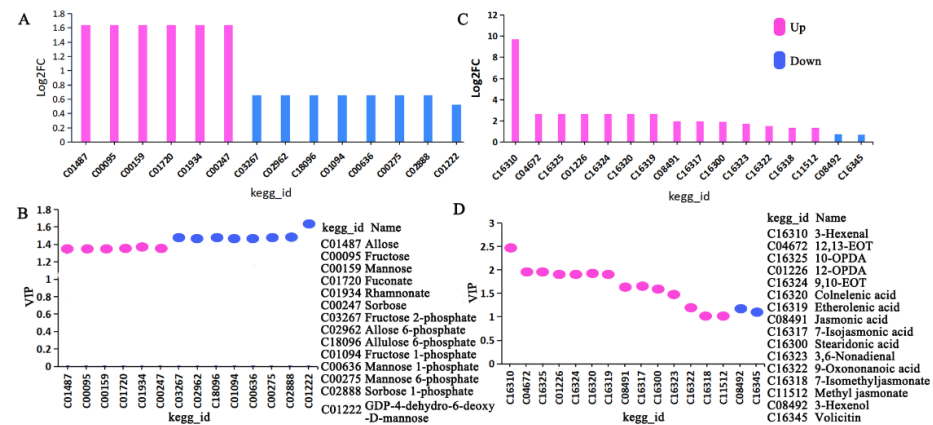 A
Log2FC
1.8
1.6
1.4
1.2
1
0.8
0.6
0.4
0.2
0
C01487
C00095
C00159
C01720
C01934
C00247
C03267
C02962
C18096
C01094
C00636
C00275
C02888
C01222
kegg_id
C
Log2FC
12
10
8
6
4
2
0
C16310
C04672
C16325
C01226
C16324
C16320
C16319
C08491
C16317
C16300
C16323
C16322
C16318
C11512
C08492
C16345
kegg_id
Up
Down
B
VIP
1.8
1.6
1.4
1.2
1
0.8
0.6
0.4
0.2
0
C01487
C00095
C00159
C01720
C01934
C00247
C03267
C02962
C18096
C01094
C00636
C00275
C02888
C01222
kegg_id
kegg_id Name
C01487 Allose
C00095 Fructose
C00159 Mannose
C01720 Fuconate
C01934 Rhamnonate
C00247 Sorbose
C03267 Fructose 2-phosphate
C02962 Allose 6-phosphate
C18096 Allulose 6-phosphate
C01094 Fructose 1-phosphate
C00636 Mannose 1-phosphate
C00275 Mannose 6-phosphate
C02888 Sorbose 1-phosphate
C01222 GDP-4-dehydro-6-deoxy
-D-mannose
D
VIP
3
2.5
2
1.5
1
0.5
0
C16310
C04672
C16325
C01226
C16324
C16320
C16319
C08491
C16317
C16300
C16323
C16322
C16318
C11512
C08492
C16345
kegg_id
kegg_id Name
C16310 3-Hexenal
C04672 12,13-EOT
C16325 10-OPDA
C01226 12-OPDA
C16324 9,10-EOT
C16320 Colnelenic acid
C16319 Etherolenic acid
C08491 Jasmonic acid
C16317 7-Isojasmonic acid
C16300 Stearidonic acid
C16323 3,6-Nonadienal
C16322 9-Oxononanoic acid
C16318 7-Isomethyljasmonate
C11512 Methyl jasmonate
C08492 3-Hexenol
C16345 Volicitin